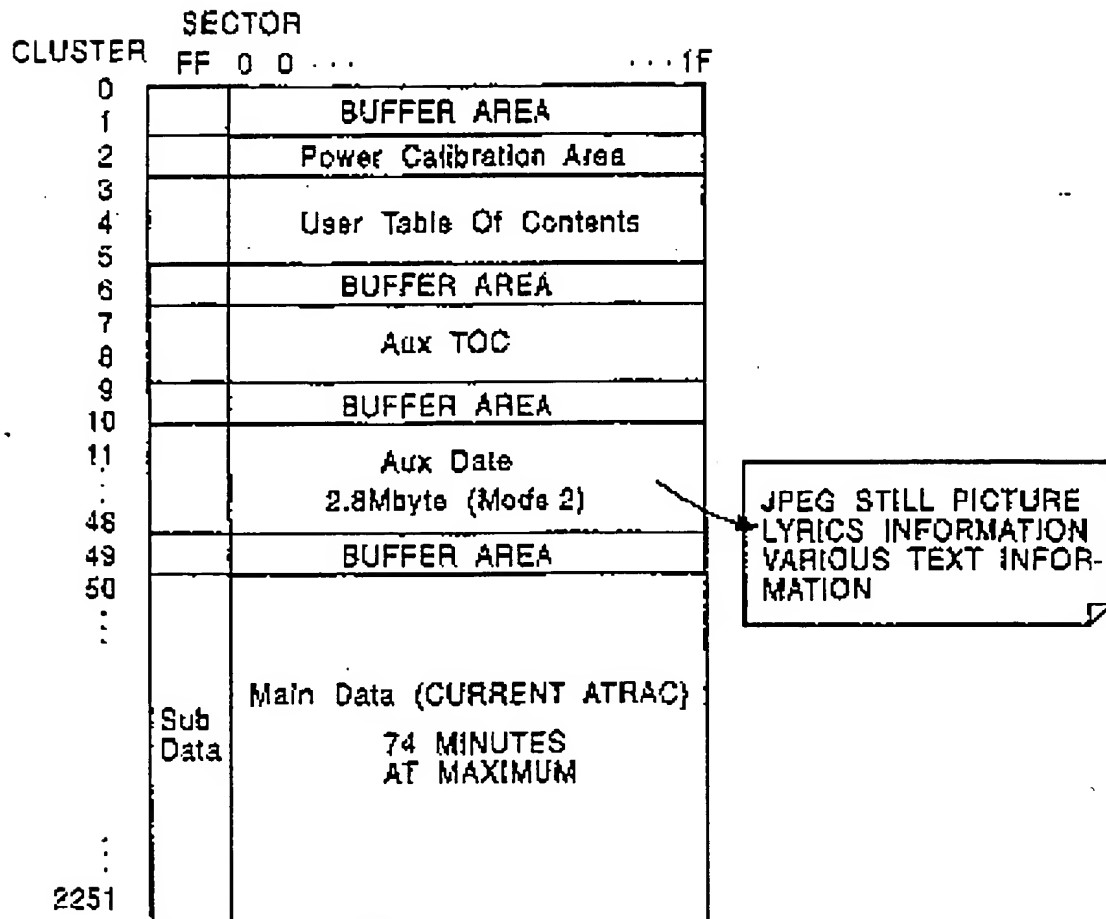 SECTOR
CLUSTER FF 0 0 ··· ··· 1F
0
1 BUFFER AREA
2 Power Calibration Area
3
4 User Table Of Contents
5
6 BUFFER AREA
7
8 Aux TOC
9
10 BUFFER AREA
11 Aux Date
2.8Mbyte (Mode 2)
48
49 BUFFER AREA
50
JPEG STILL PICTURE
LYRICS INFORMATION
VARIOUS TEXT INFOR-
MATION
Sub
Data
Main Data (CURRENT ATRAC)
74 MINUTES
AT MAXIMUM
2251